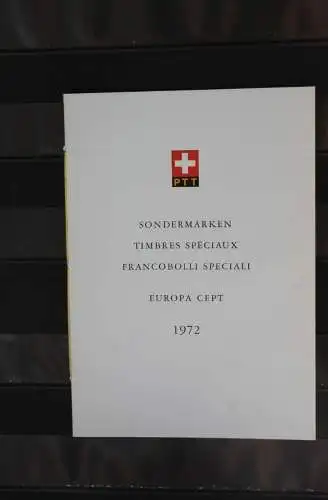 PTT
SONDERMARKEN
TIMBRES SPÉCIAUX
FRANCOBOLLI SPECIALI
EUROPA CEPT
1972